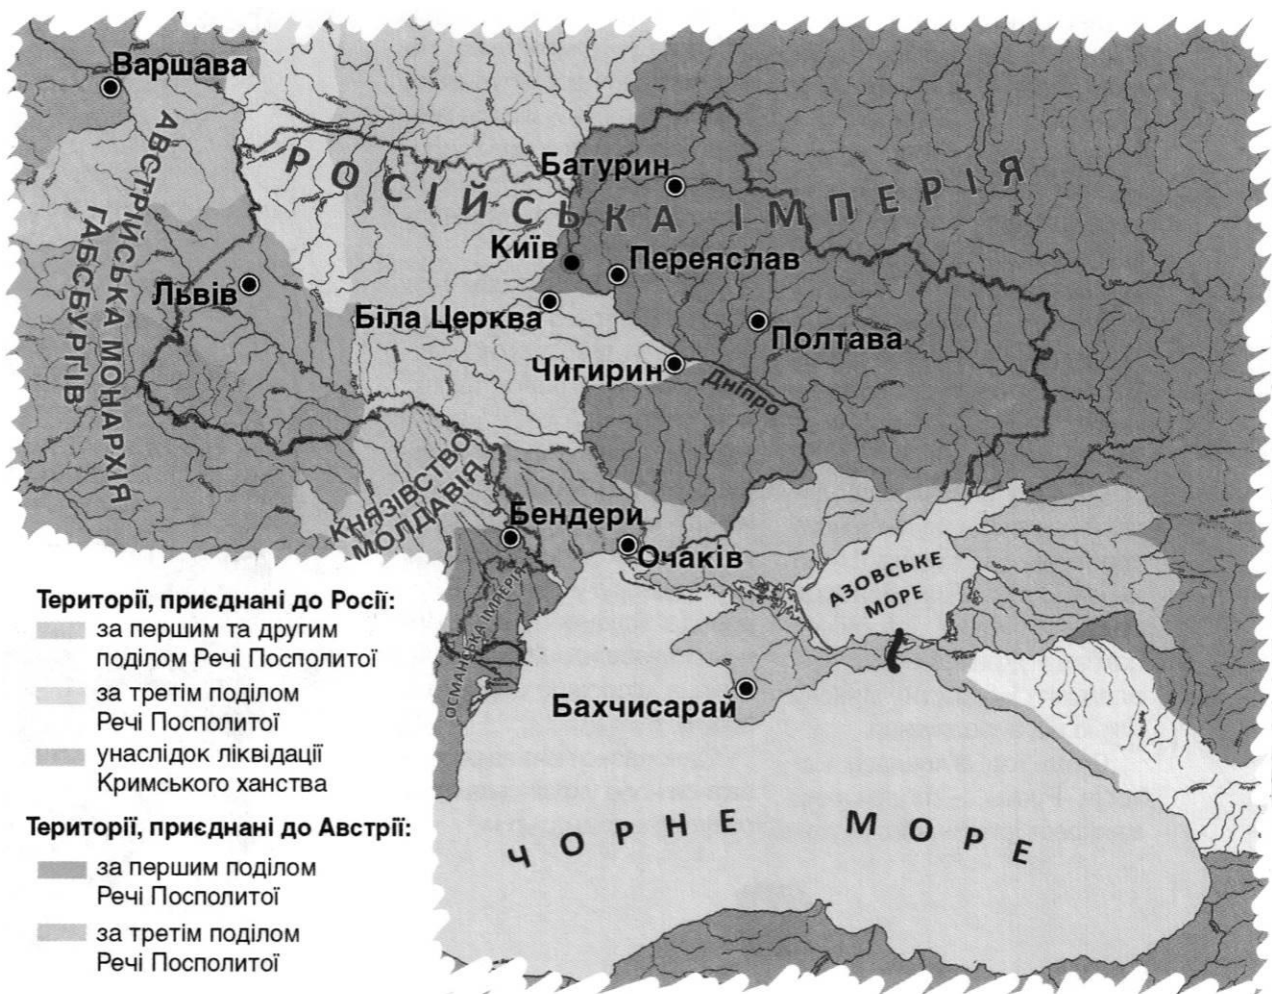 Варшава
АВСТРІЙСЬКА МОНАРХІЯ
ГАБСБУРГІВ
РОСІЙСЬКА ІМПЕРІЯ
Батурин
Київ
Переяслав
Львів
Біла Церква
Полтава
Чигирин
Дніпро
КНЯЗІВСТВО
МОЛДАВІЯ
Бендери
Очаків
АЗОВСЬКЕ
МОРЕ
ОСМАНСЬКА ІМПЕРІЯ
Бахчисарай
ЧОРНЕ МОРЕ
Території, приєднані до Росії:
за першим та другим
поділом Речі Посполитої
за третім поділом
Речі Посполитої
унаслідок ліквідації
Кримського ханства
Території, приєднані до Австрії:
за першим поділом
Речі Посполитої
за третім поділом
Речі Посполитої